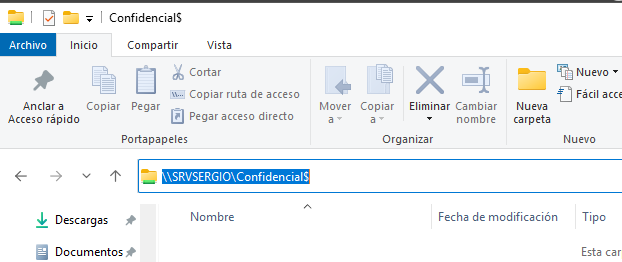 Confidencial$
Archivo Inicio Compartir Vista
Anclar a Acceso rápido
Copiar
Pegar
Cortar
Copiar ruta de acceso
Pegar acceso directo
Portapapeles
Mover a
Copiar a
Eliminar
Cambiar nombre
Organizar
Nueva carpeta
Nuevo
Fácil acce
Nuevo
\\SRVSERGIO\Confidencial$
Descargas
Documentos
Nombre Fecha de modificación Tipo
Esta car